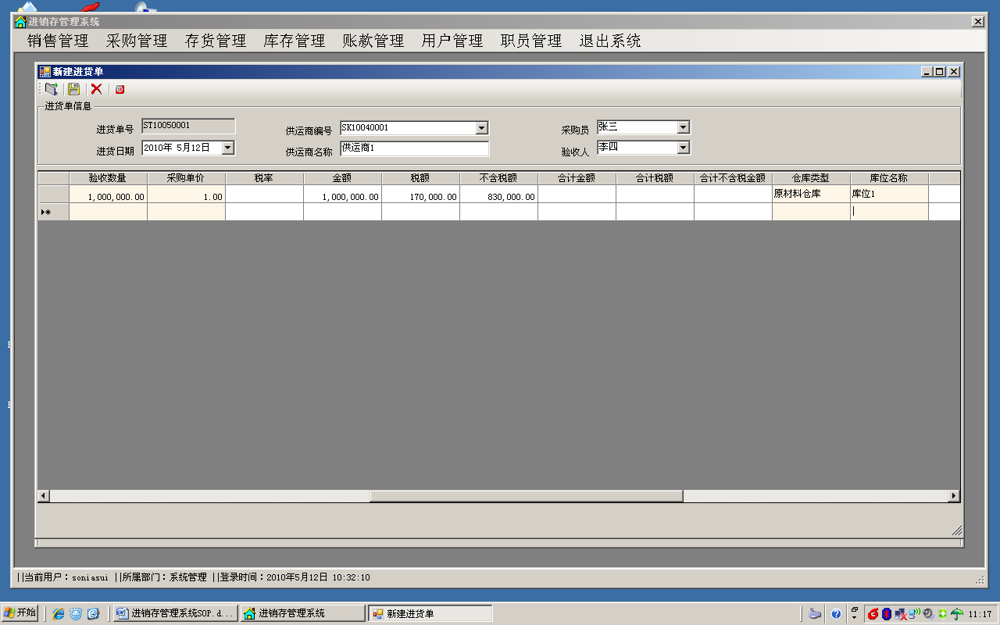 进销存管理系统
销售管理 采购管理 存货管理 库存管理 账款管理 用户管理 职员管理 退出系统
新建进货单
进货单信息
进货单号 ST10050001 供运商编号 SK10040001 采购员 张三
进货日期 2010年 5月12日 供运商名称 供运商1 验收人 李四
验收数量 采购单价 税率 金额 税额 不含税额 合计金额 合计税额 合计不含税金额 仓库类型 库位名称
1,000,000.00 1.00 1,000,000.00 170,000.00 830,000.00 原材料仓库 库位1
||当前用户：soniasui ||所属部门：系统管理 ||登录时间：2010年5月12日 10:32:10
开始 进销存管理系统SOP.d... 进销存管理系统 新建进货单 11:17